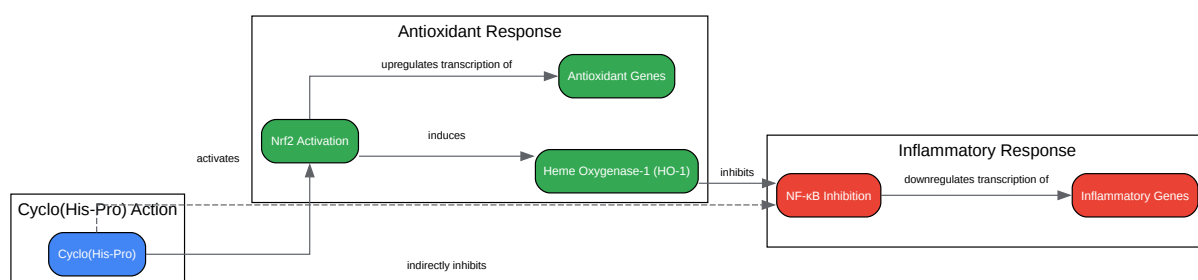 Antioxidant Response
upregulates transcription of
Antioxidant Genes
Nrf2 Activation
induces
Heme Oxygenase-1 (HO-1)
activates
inhibits
Inflammatory Response
NF-κB Inhibition
downregulates transcription of
Inflammatory Genes
Cyclo(His-Pro) Action
Cyclo(His-Pro)
indirectly inhibits